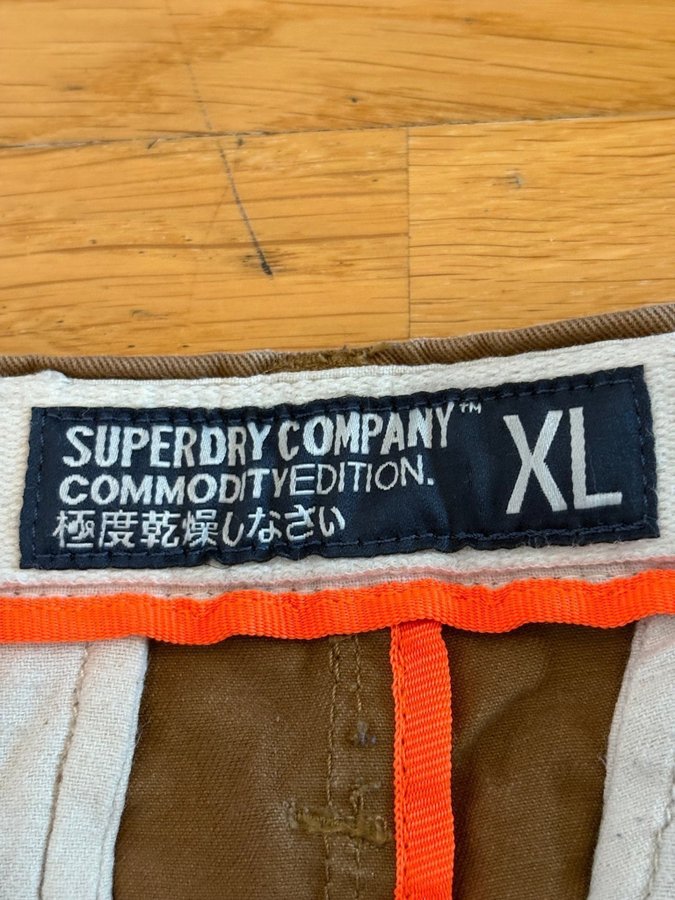 SUPERDRY COMPANY™
COMMODITYEDITION.
極度乾燥しなさい
XL